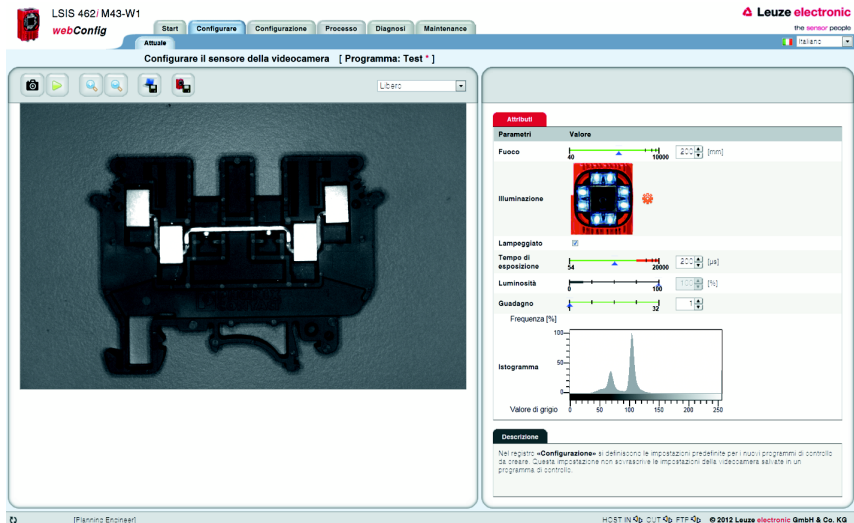 LSIS 462i M43-W1
webConfig
Start
Configurare
Configurazione
Processo
Diagnosi
Maintenance
Leuze electronic
the sensor people
Italiano
Attuale
Configurare il sensore della videocamera [ Programma: Test * ]
Libero
Attributi
Parametri Valore
Fuoco
40 10000
200 [mm]
Illuminazione
Lampeggiato
Tempo di
esposizione
54 20000
200 [µs]
Luminosità
0 100
100 [%]
Guadagno
1 32
1
Frequenza [%]
100
50
0
Istogramma
Valore di grigio 0 50 100 150 200 250
Descrizione
Nel registro «Configurazione» si definiscono le impostazioni predefinite per i nuovi programmi di controllo
da creare. Questa impostazione non sovrascrive le impostazioni della videocamera salvate in un
programma di controllo.
[Planning Engineer]
HOST IN OUT FTF © 2012 Leuze electronic GmbH & Co. KG